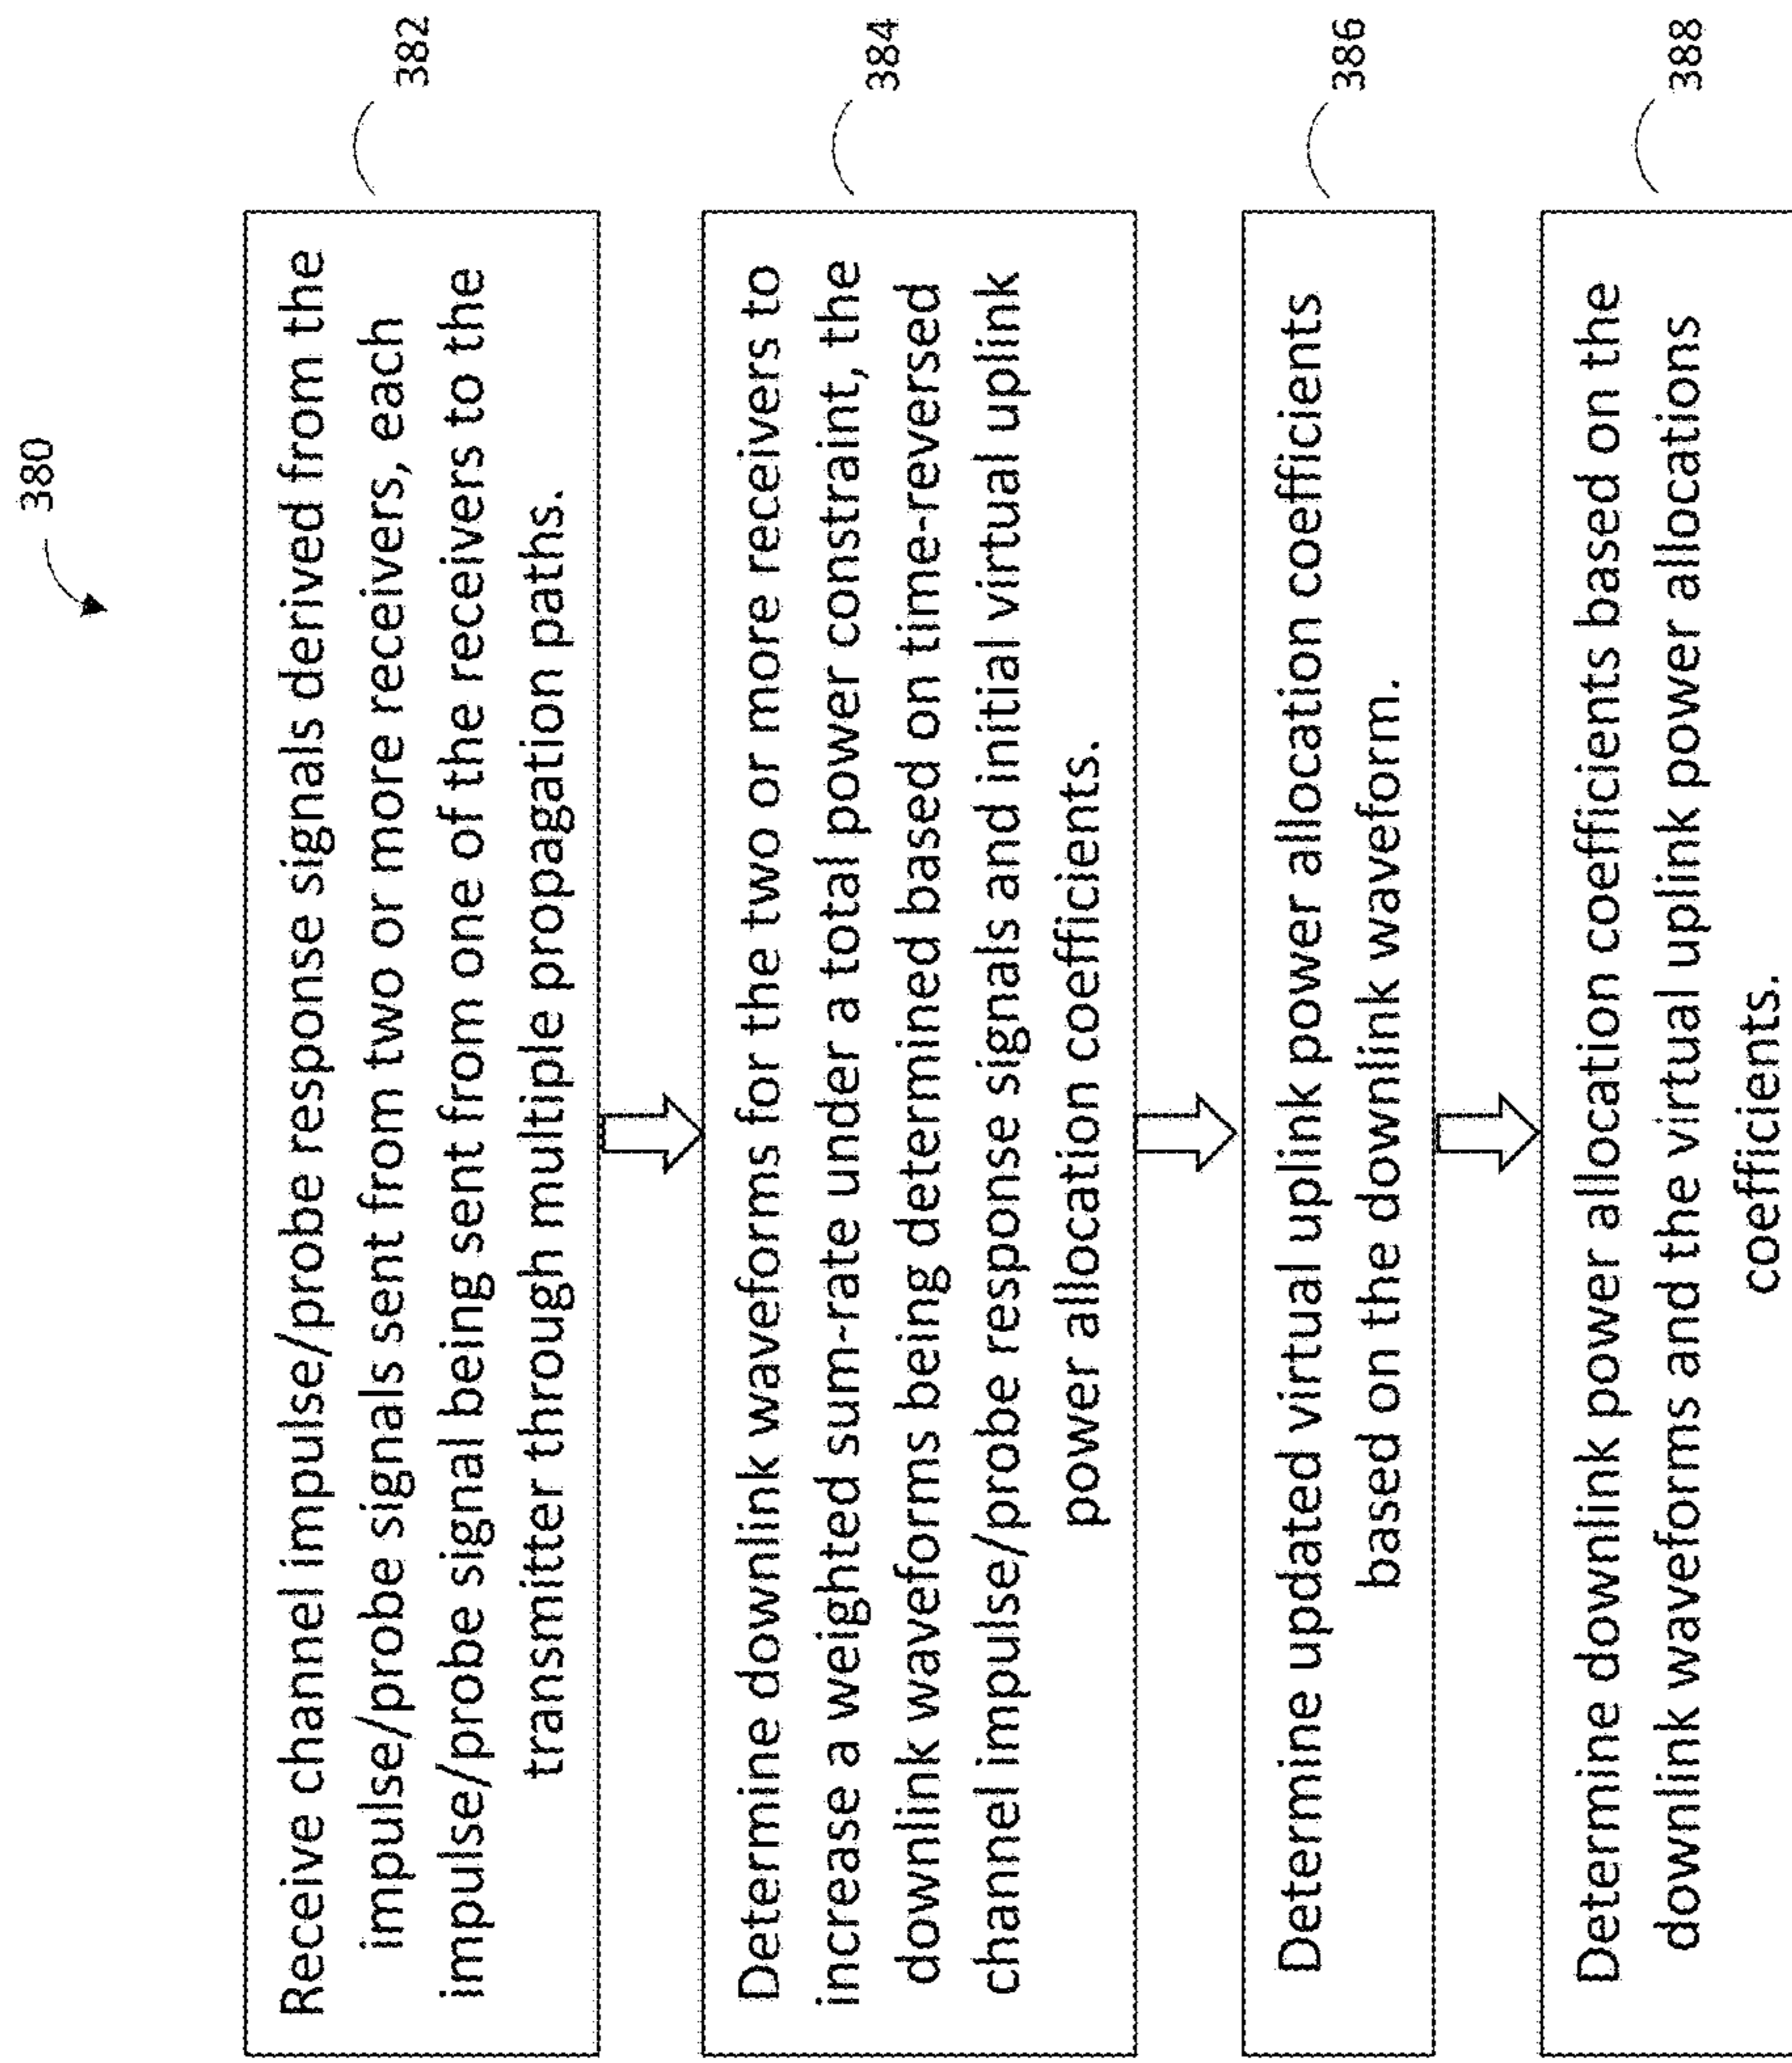 380
Receive channel impulse/probe response signals derived from the
impulse/probe signals sent from two or more receivers, each
impulse/probe signal being sent from one of the receivers to the
transmitter through multiple propagation paths.
382
Determine downlink waveforms for the two or more receivers to
increase a weighted sum-rate under a total power constraint, the
downlink waveforms being determined based on time-reversed
channel impulse/probe response signals and initial virtual uplink
power allocation coefficients.
384
Determine updated virtual uplink power allocation coefficients
based on the downlink waveform.
386
Determine downlink power allocation coefficients based on the
downlink waveforms and the virtual uplink power allocations
coefficients.
388